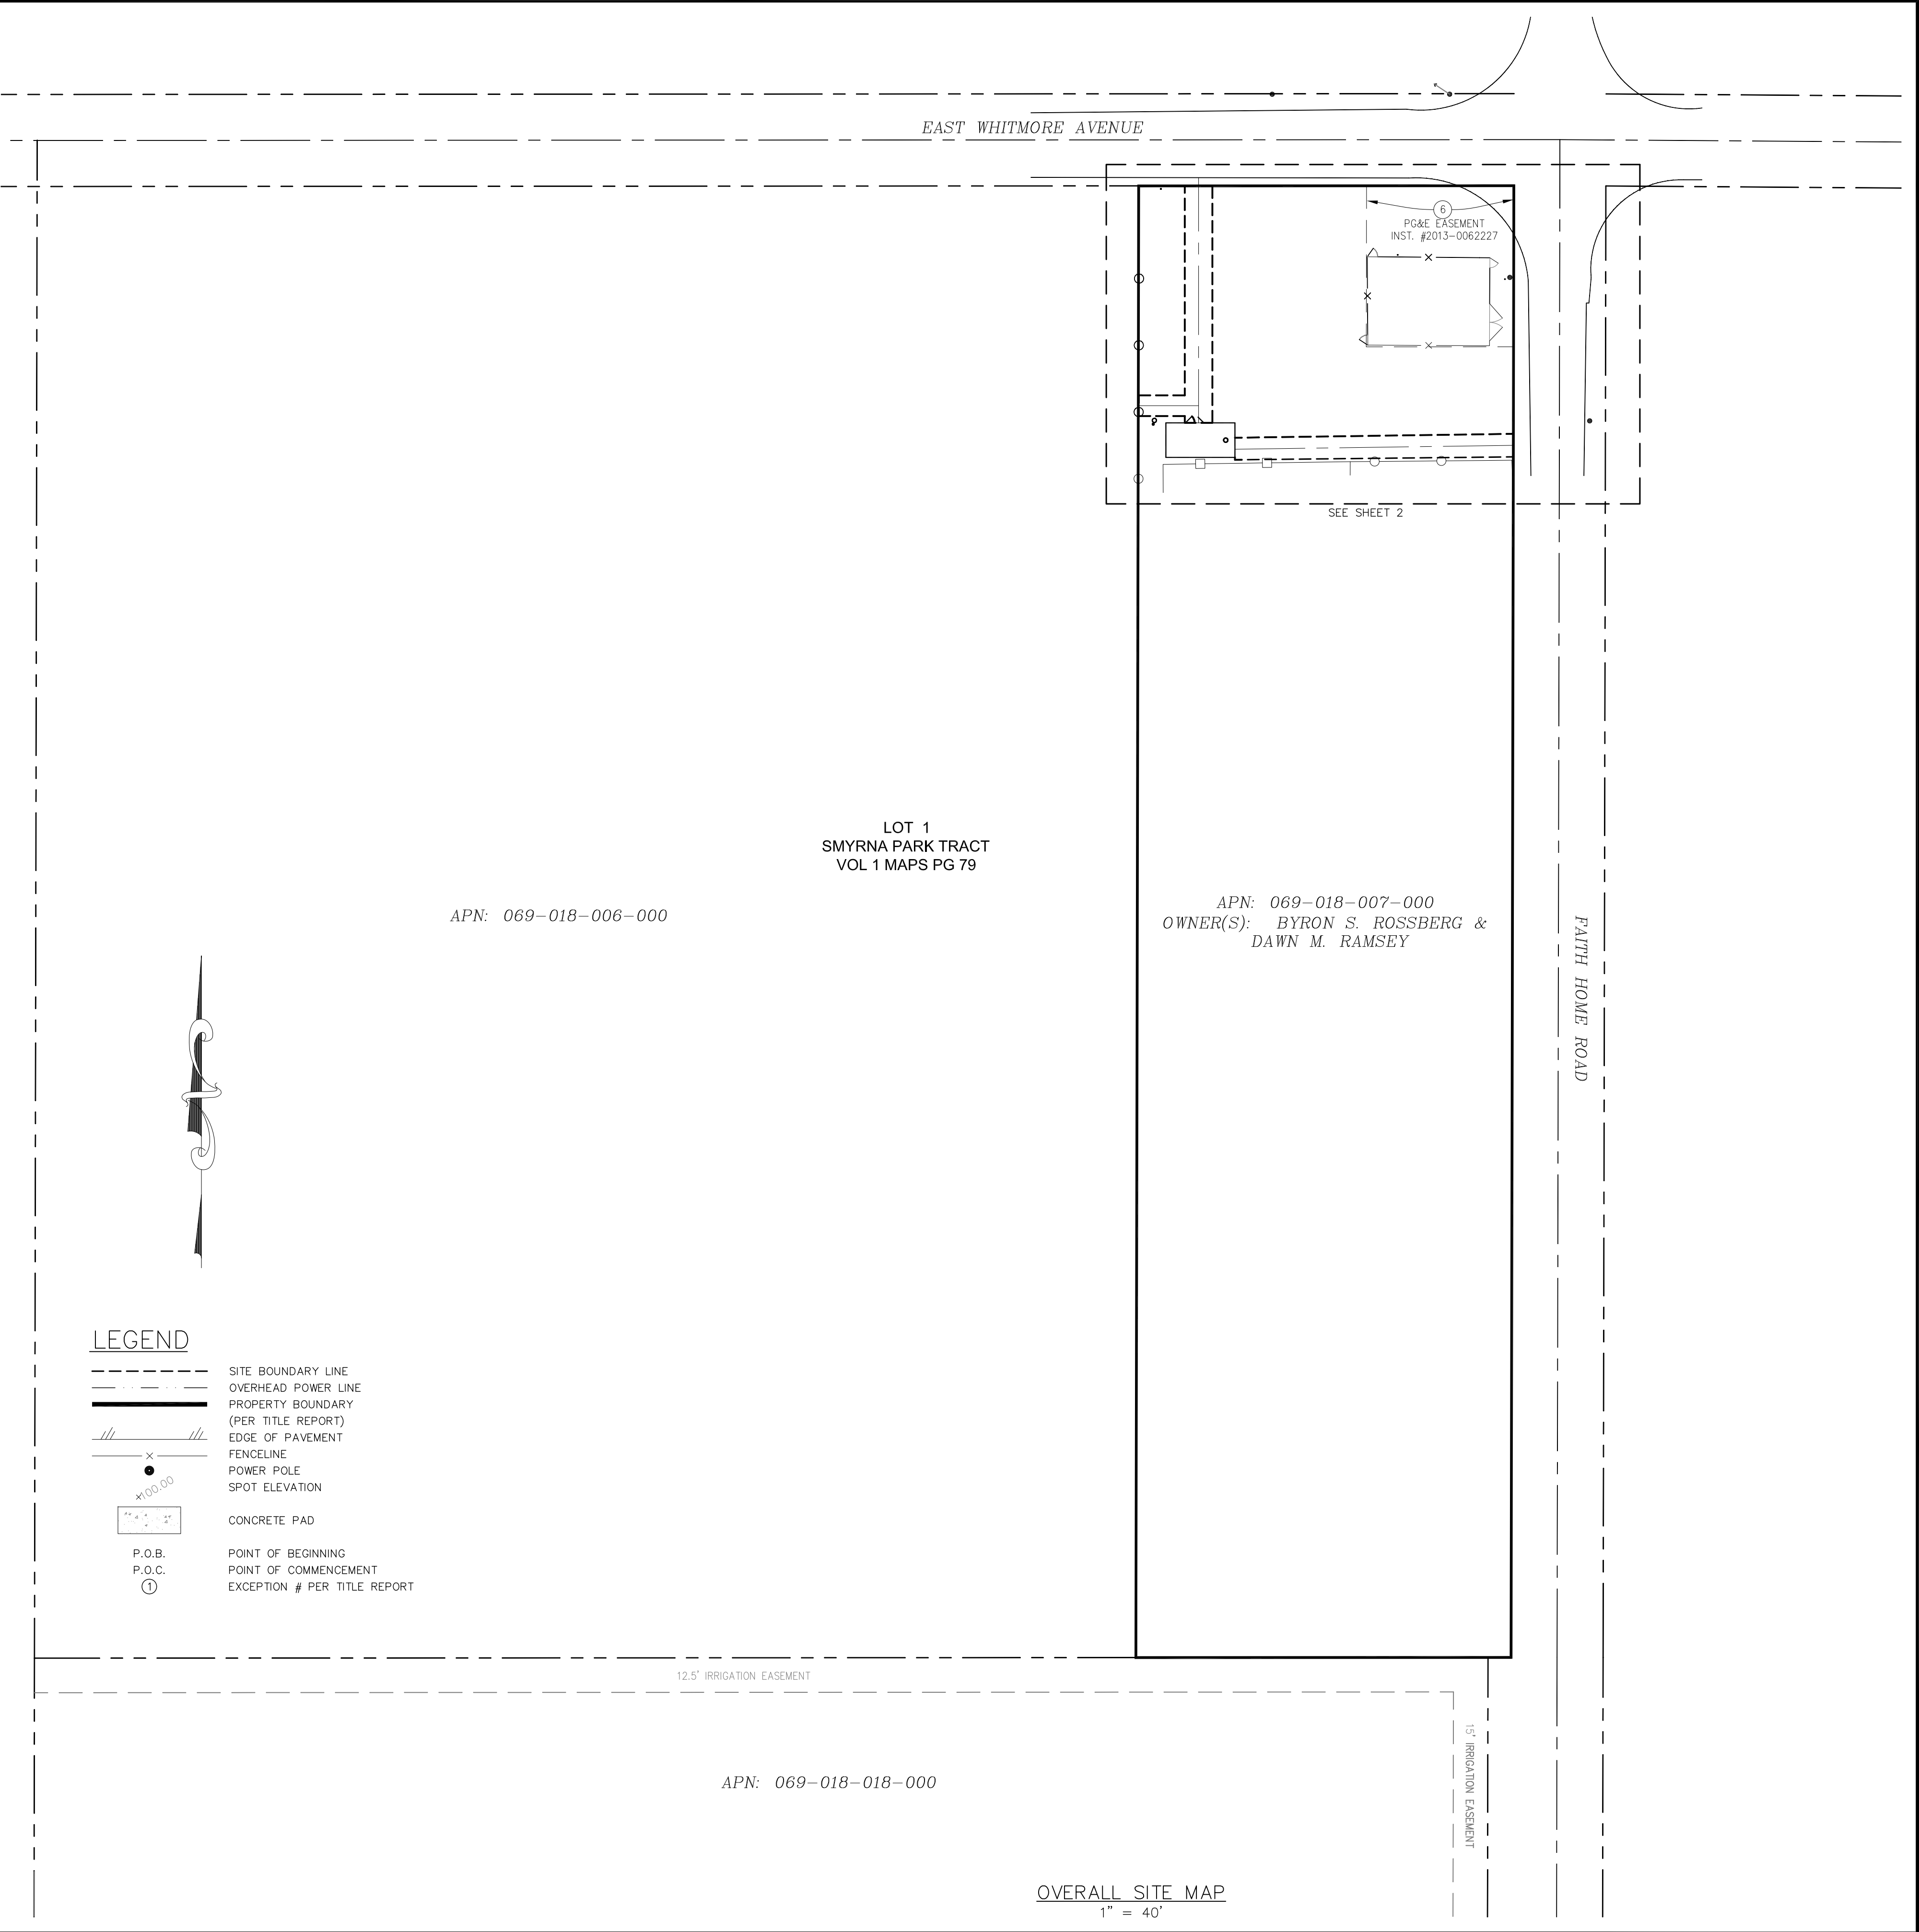 EAST WHITMORE AVENUE
6
PG&E EASEMENT
INST. #2013-0062227
SEE SHEET 2
LOT 1
SMYRNA PARK TRACT
VOL 1 MAPS PG 79
APN: 069-018-006-000
APN: 069-018-007-000
OWNER(S): BYRON S. ROSSBERG &
DAWN M. RAMSEY
FAITH HOME ROAD
LEGEND
SITE BOUNDARY LINE
OVERHEAD POWER LINE
PROPERTY BOUNDARY
(PER TITLE REPORT)
EDGE OF PAVEMENT
FENCELINE
POWER POLE
×100.00 SPOT ELEVATION
CONCRETE PAD
P.O.B. POINT OF BEGINNING
P.O.C. POINT OF COMMENCEMENT
1 EXCEPTION # PER TITLE REPORT
12.5' IRRIGATION EASEMENT
15' IRRIGATION EASEMENT
APN: 069-018-018-000
OVERALL SITE MAP
1" = 40'